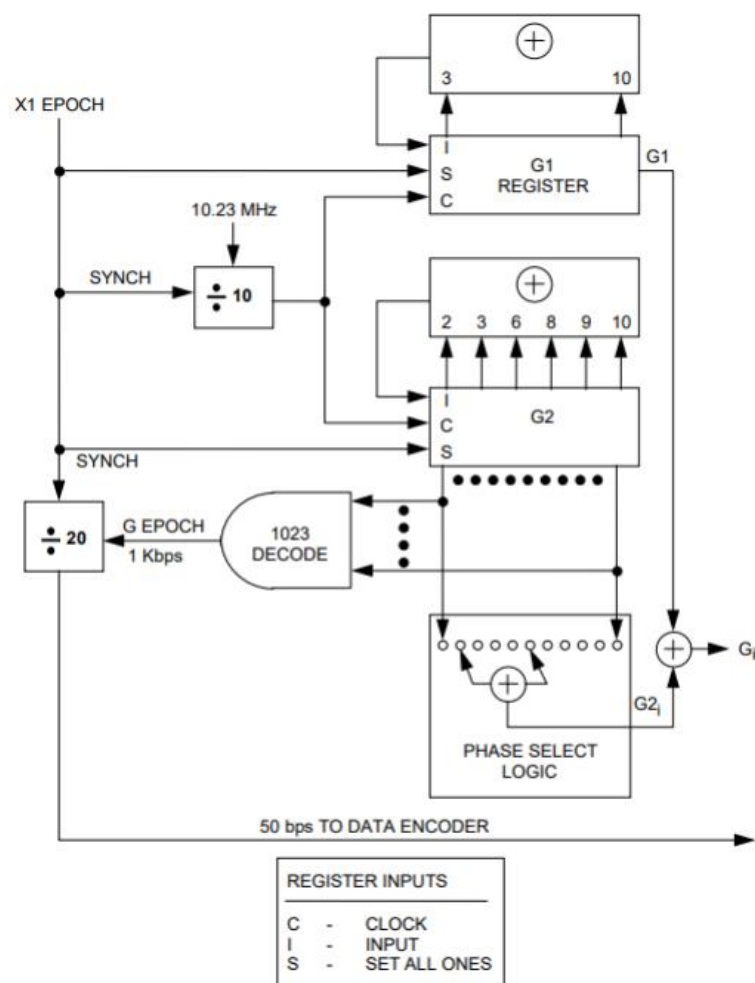 ⊕
3 10
X1 EPOCH
I
S
C
G1
REGISTER
G1
10.23 MHz
SYNCH
÷ 10
⊕
2 3 6 8 9 10
I
C
S
G2
SYNCH
÷ 20
G EPOCH
1 Kbps
1023
DECODE
⊕
G2i
⊕
Gi
PHASE SELECT
LOGIC
50 bps TO DATA ENCODER
REGISTER INPUTS
C - CLOCK
I - INPUT
S - SET ALL ONES